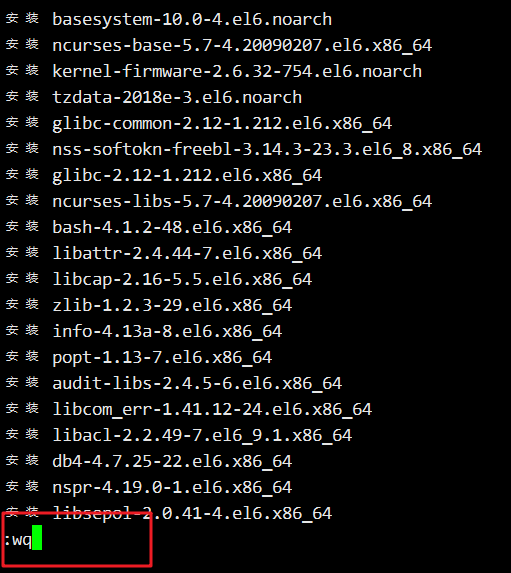 安装 basesystem-10.0-4.el6.noarch
安装 ncurses-base-5.7-4.20090207.el6.x86_64
安装 kernel-firmware-2.6.32-754.el6.noarch
安装 tzdata-2018e-3.el6.noarch
安装 glibc-common-2.12-1.212.el6.x86_64
安装 nss-softokn-freebl-3.14.3-23.3.el6_8.x86_64
安装 glibc-2.12-1.212.el6.x86_64
安装 ncurses-libs-5.7-4.20090207.el6.x86_64
安装 bash-4.1.2-48.el6.x86_64
安装 libattr-2.4.44-7.el6.x86_64
安装 libcap-2.16-5.5.el6.x86_64
安装 zlib-1.2.3-29.el6.x86_64
安装 info-4.13a-8.el6.x86_64
安装 popt-1.13-7.el6.x86_64
安装 audit-libs-2.4.5-6.el6.x86_64
安装 libcom_err-1.41.12-24.el6.x86_64
安装 libacl-2.2.49-7.el6_9.1.x86_64
安装 db4-4.7.25-22.el6.x86_64
安装 nspr-4.19.0-1.el6.x86_64
安装 libsepol-2.0.41-4.el6.x86_64
:wq